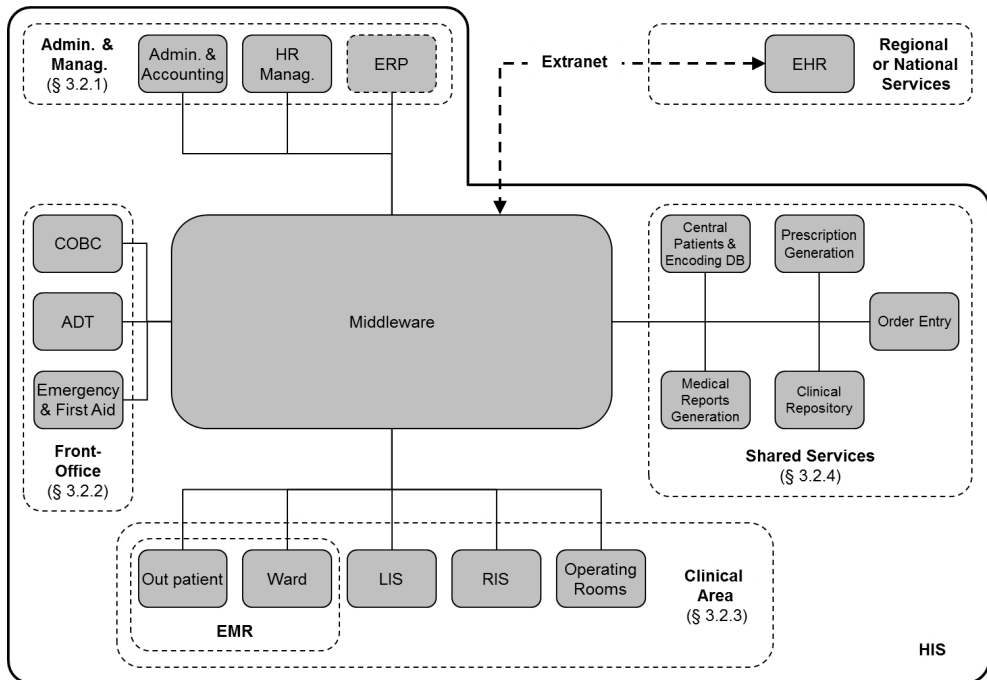 Admin. &
Manag.
(§ 3.2.1)
Admin. &
Accounting
HR
Manag.
ERP
Extranet
EHR
Regional
or National
Services
COBC
ADT
Emergency
& First Aid
Front-
Office
(§ 3.2.2)
Middleware
Central
Patients &
Encoding DB
Prescription
Generation
Order Entry
Medical
Reports
Generation
Clinical
Repository
Shared Services
(§ 3.2.4)
Out patient
Ward
EMR
LIS
RIS
Operating
Rooms
Clinical
Area
(§ 3.2.3)
HIS